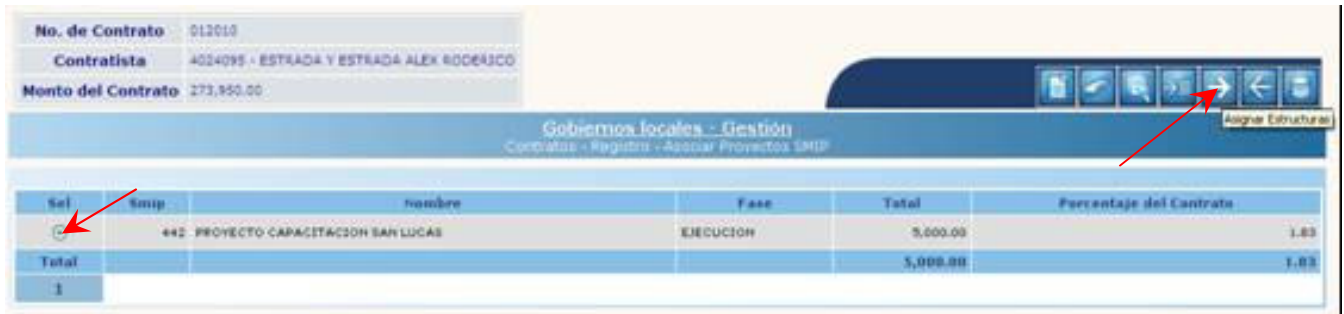 No. de Contrato 012010
Contratista 4024095 - ESTRADA Y ESTRADA ALEX RODERICO
Monto del Contrato 273,950.00
Asignar Estructuras
Gobiernos locales - Gestión
Contratos - Registro - Asociar Proyectos SMIP
Sel Smip Nombre Fase Total Porcentaje del Contrato
442 PROYECTO CAPACITACION SAN LUCAS EJECUCION 5,000.00 1.83
Total 5,000.00 1.83
1